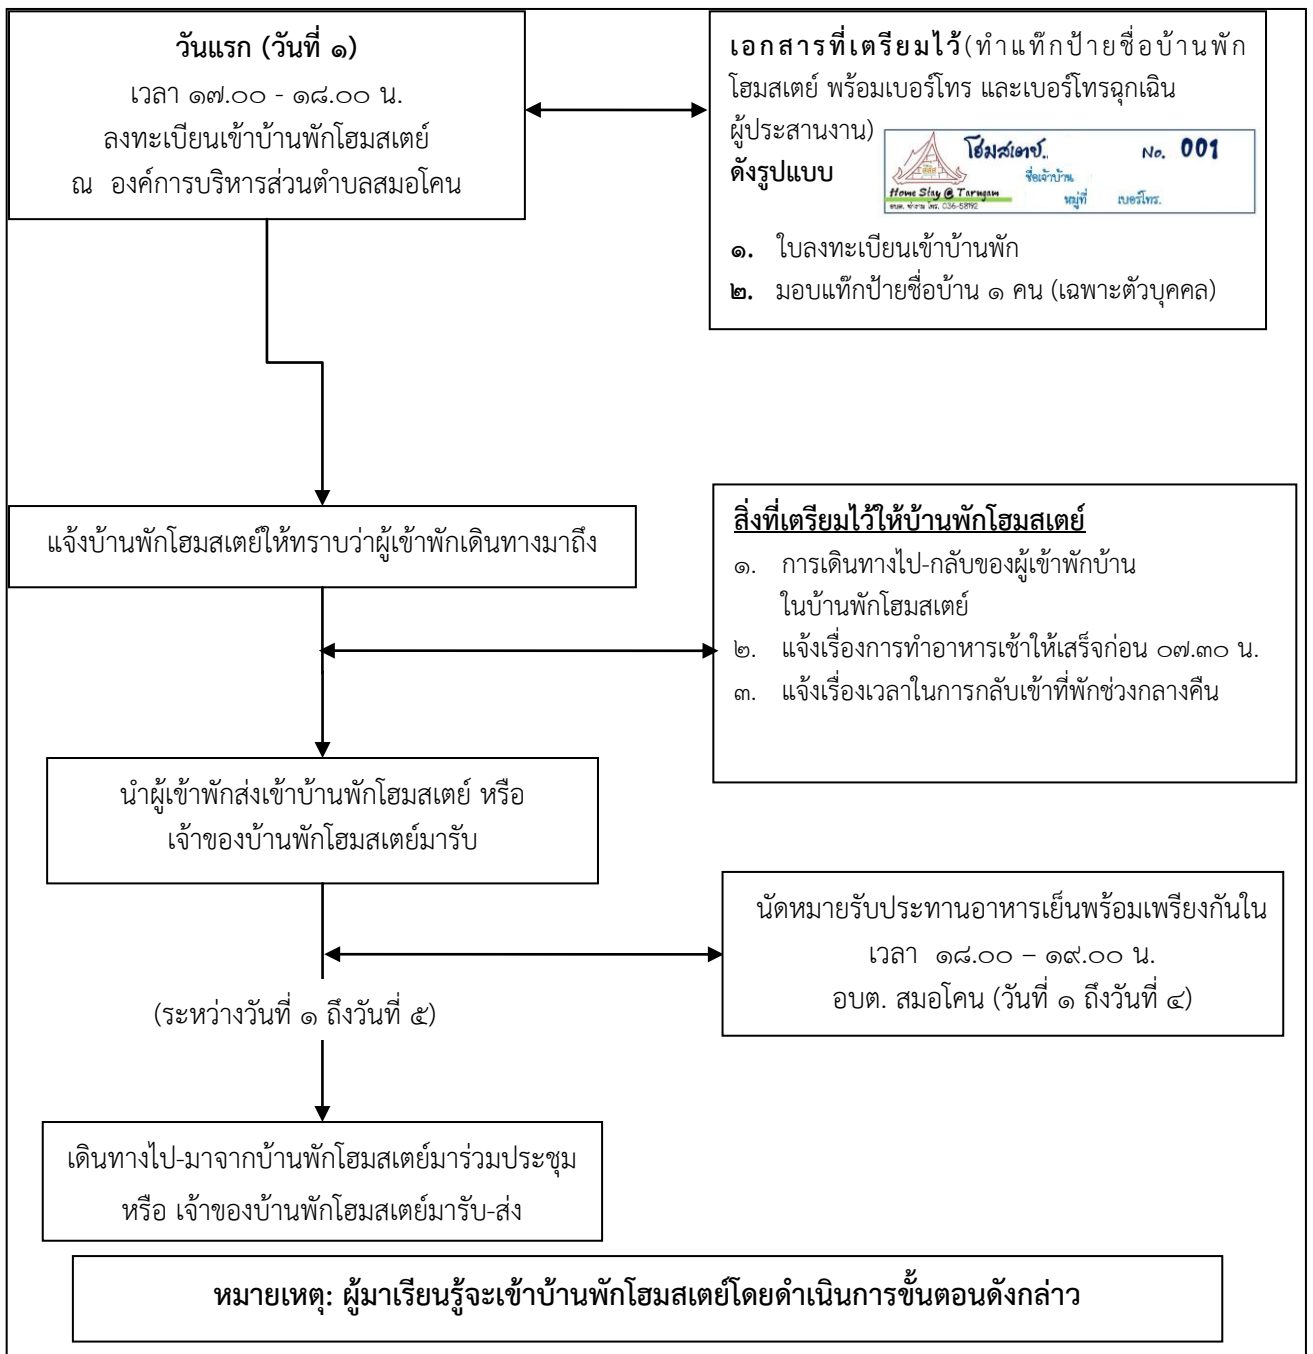 วันแรก (วันที่ ๑)
เวลา ๑๗.๐๐ - ๑๘.๐๐ น.
ลงทะเบียนเข้าบ้านพักโฮมสเตย์
ณ องค์การบริหารส่วนตำบลสมอโคน
เอกสารที่เตรียมไว้(ทำแท๊กป้ายชื่อบ้านพัก
โฮมสเตย์ พร้อมเบอร์โทร และเบอร์โทรฉุกเฉิน
ผู้ประสานงาน)
ดังรูปแบบ
โฮมสเตย์.. No. 001
ชื่อเจ้าบ้าน
Home Stay @ Tarngam หมู่ที่ เบอร์โทร.
อบต. ท่างาม โทร. 036-58192
๑. ใบลงทะเบียนเข้าบ้านพัก
๒. มอบแท๊กป้ายชื่อบ้าน ๑ คน (เฉพาะตัวบุคคล)
แจ้งบ้านพักโฮมสเตย์ให้ทราบว่าผู้เข้าพักเดินทางมาถึง
สิ่งที่เตรียมไว้ให้บ้านพักโฮมสเตย์
๑. การเดินทางไป-กลับของผู้เข้าพักบ้าน
ในบ้านพักโฮมสเตย์
๒. แจ้งเรื่องการทำอาหารเช้าให้เสร็จก่อน ๐๗.๓๐ น.
๓. แจ้งเรื่องเวลาในการกลับเข้าที่พักช่วงกลางคืน
นำผู้เข้าพักส่งเข้าบ้านพักโฮมสเตย์ หรือ
เจ้าของบ้านพักโฮมสเตย์มารับ
นัดหมายรับประทานอาหารเย็นพร้อมเพรียงกันใน
เวลา ๑๘.๐๐ – ๑๙.๐๐ น.
อบต. สมอโคน (วันที่ ๑ ถึงวันที่ ๔)
(ระหว่างวันที่ ๑ ถึงวันที่ ๕)
เดินทางไป-มาจากบ้านพักโฮมสเตย์มาร่วมประชุม
หรือ เจ้าของบ้านพักโฮมสเตย์มารับ-ส่ง
หมายเหตุ: ผู้มาเรียนรู้จะเข้าบ้านพักโฮมสเตย์โดยดำเนินการขั้นตอนดังกล่าว